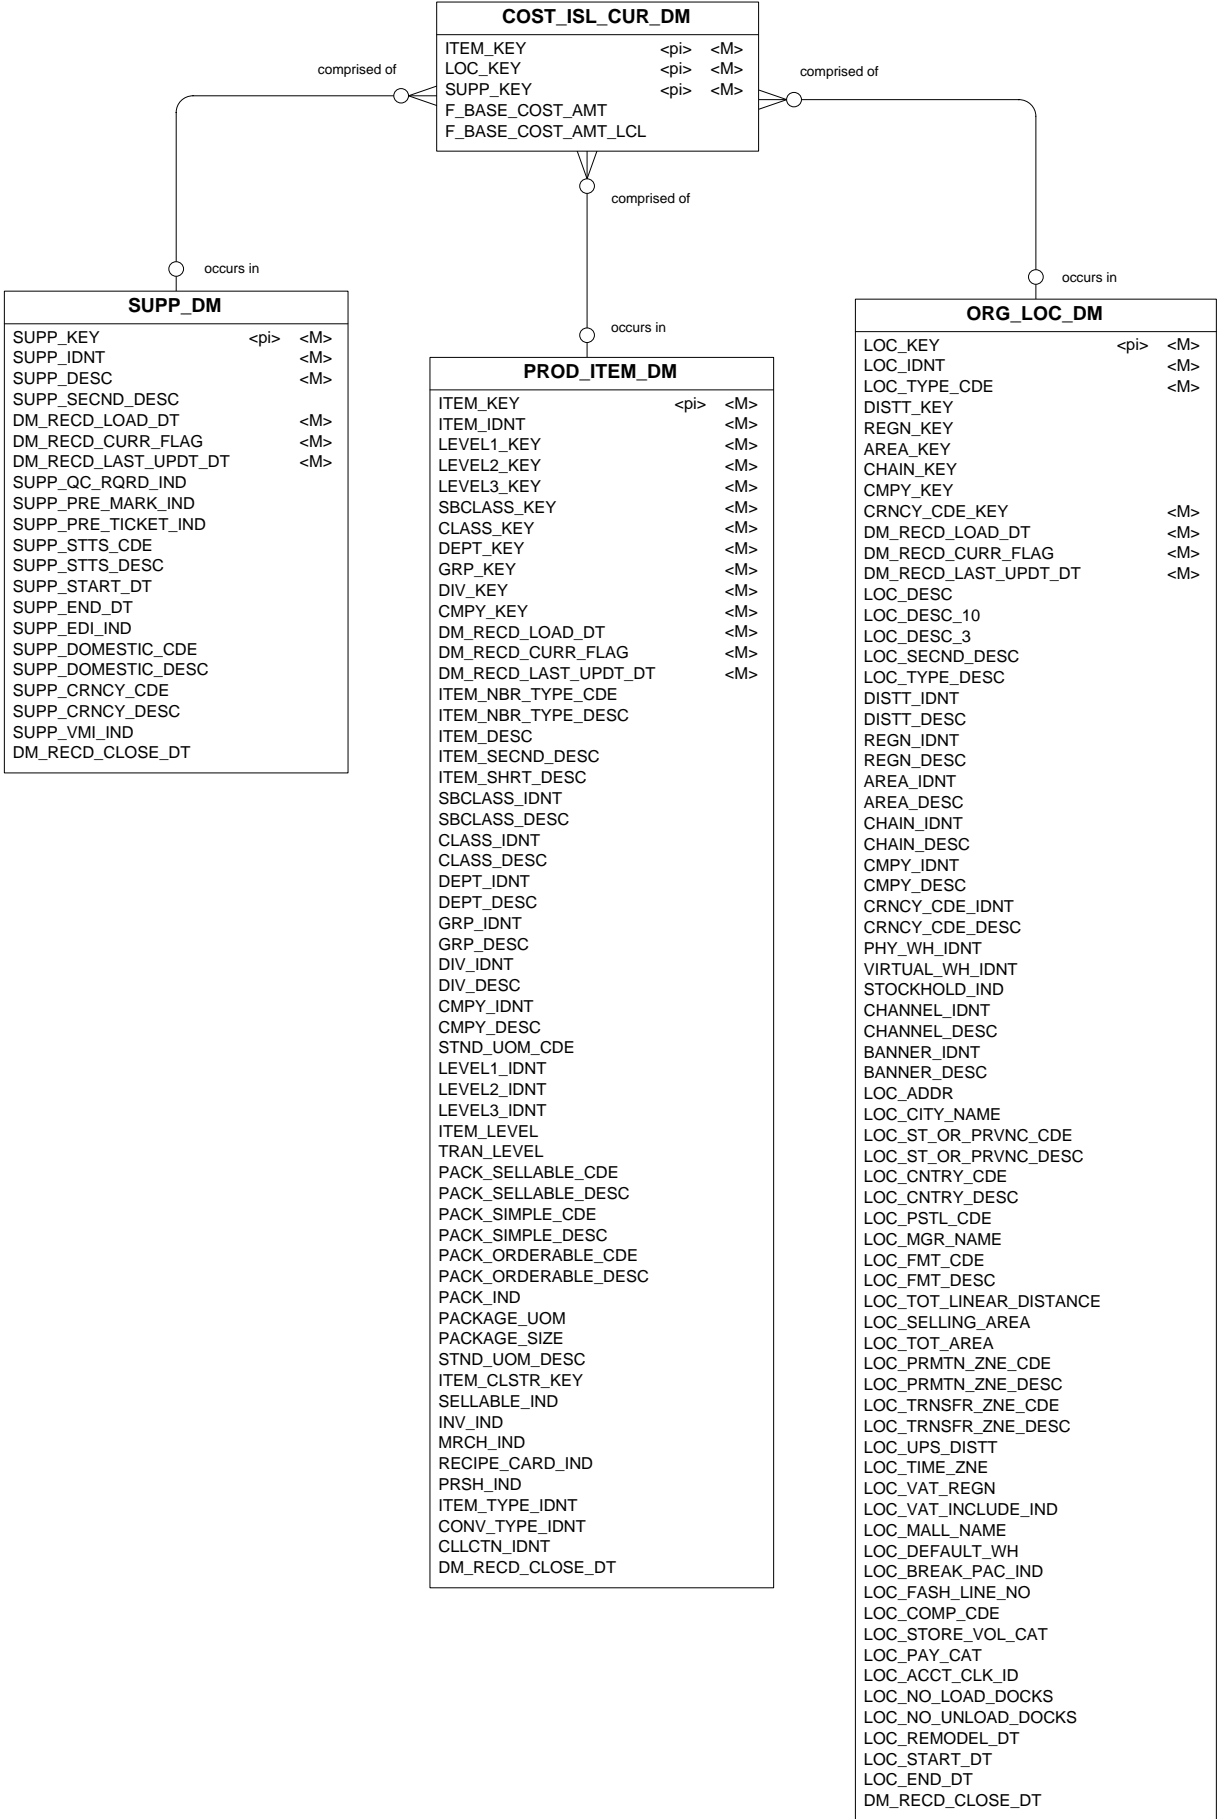 COST_ISL_CUR_DM
ITEM_KEY <pi> <M>
LOC_KEY <pi> <M>
SUPP_KEY <pi> <M>
F_BASE_COST_AMT
F_BASE_COST_AMT_LCL
comprised of
comprised of
comprised of
occurs in
occurs in
occurs in
SUPP_DM
SUPP_KEY <pi> <M>
SUPP_IDNT <M>
SUPP_DESC <M>
SUPP_SECND_DESC
DM_RECD_LOAD_DT <M>
DM_RECD_CURR_FLAG <M>
DM_RECD_LAST_UPDT_DT <M>
SUPP_QC_RQRD_IND
SUPP_PRE_MARK_IND
SUPP_PRE_TICKET_IND
SUPP_STTS_CDE
SUPP_STTS_DESC
SUPP_START_DT
SUPP_END_DT
SUPP_EDI_IND
SUPP_DOMESTIC_CDE
SUPP_DOMESTIC_DESC
SUPP_CRNCY_CDE
SUPP_CRNCY_DESC
SUPP_VMI_IND
DM_RECD_CLOSE_DT
PROD_ITEM_DM
ITEM_KEY <pi> <M>
ITEM_IDNT <M>
LEVEL1_KEY <M>
LEVEL2_KEY <M>
LEVEL3_KEY <M>
SBCLASS_KEY <M>
CLASS_KEY <M>
DEPT_KEY <M>
GRP_KEY <M>
DIV_KEY <M>
CMPY_KEY <M>
DM_RECD_LOAD_DT <M>
DM_RECD_CURR_FLAG <M>
DM_RECD_LAST_UPDT_DT <M>
ITEM_NBR_TYPE_CDE
ITEM_NBR_TYPE_DESC
ITEM_DESC
ITEM_SECND_DESC
ITEM_SHRT_DESC
SBCLASS_IDNT
SBCLASS_DESC
CLASS_IDNT
CLASS_DESC
DEPT_IDNT
DEPT_DESC
GRP_IDNT
GRP_DESC
DIV_IDNT
DIV_DESC
CMPY_IDNT
CMPY_DESC
STND_UOM_CDE
LEVEL1_IDNT
LEVEL2_IDNT
LEVEL3_IDNT
ITEM_LEVEL
TRAN_LEVEL
PACK_SELLABLE_CDE
PACK_SELLABLE_DESC
PACK_SIMPLE_CDE
PACK_SIMPLE_DESC
PACK_ORDERABLE_CDE
PACK_ORDERABLE_DESC
PACK_IND
PACKAGE_UOM
PACKAGE_SIZE
STND_UOM_DESC
ITEM_CLSTR_KEY
SELLABLE_IND
INV_IND
MRCH_IND
RECIPE_CARD_IND
PRSH_IND
ITEM_TYPE_IDNT
CONV_TYPE_IDNT
CLLCTN_IDNT
DM_RECD_CLOSE_DT
ORG_LOC_DM
LOC_KEY <pi> <M>
LOC_IDNT <M>
LOC_TYPE_CDE <M>
DISTT_KEY
REGN_KEY
AREA_KEY
CHAIN_KEY
CMPY_KEY
CRNCY_CDE_KEY <M>
DM_RECD_LOAD_DT <M>
DM_RECD_CURR_FLAG <M>
DM_RECD_LAST_UPDT_DT <M>
LOC_DESC
LOC_DESC_10
LOC_DESC_3
LOC_SECND_DESC
LOC_TYPE_DESC
DISTT_IDNT
DISTT_DESC
REGN_IDNT
REGN_DESC
AREA_IDNT
AREA_DESC
CHAIN_IDNT
CHAIN_DESC
CMPY_IDNT
CMPY_DESC
CRNCY_CDE_IDNT
CRNCY_CDE_DESC
PHY_WH_IDNT
VIRTUAL_WH_IDNT
STOCKHOLD_IND
CHANNEL_IDNT
CHANNEL_DESC
BANNER_IDNT
BANNER_DESC
LOC_ADDR
LOC_CITY_NAME
LOC_ST_OR_PRVNC_CDE
LOC_ST_OR_PRVNC_DESC
LOC_CNTRY_CDE
LOC_CNTRY_DESC
LOC_PSTL_CDE
LOC_MGR_NAME
LOC_FMT_CDE
LOC_FMT_DESC
LOC_TOT_LINEAR_DISTANCE
LOC_SELLING_AREA
LOC_TOT_AREA
LOC_PRMTN_ZNE_CDE
LOC_PRMTN_ZNE_DESC
LOC_TRNSFR_ZNE_CDE
LOC_TRNSFR_ZNE_DESC
LOC_UPS_DISTT
LOC_TIME_ZNE
LOC_VAT_REGN
LOC_VAT_INCLUDE_IND
LOC_MALL_NAME
LOC_DEFAULT_WH
LOC_BREAK_PAC_IND
LOC_FASH_LINE_NO
LOC_COMP_CDE
LOC_STORE_VOL_CAT
LOC_PAY_CAT
LOC_ACCT_CLK_ID
LOC_NO_LOAD_DOCKS
LOC_NO_UNLOAD_DOCKS
LOC_REMODEL_DT
LOC_START_DT
LOC_END_DT
DM_RECD_CLOSE_DT